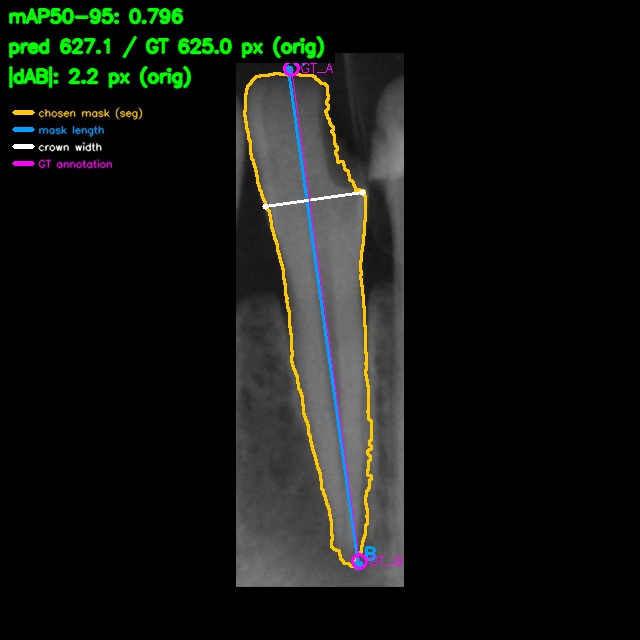 mAP50-95: 0.796
pred 627.1 / GT 625.0 px (orig)
|dAB|: 2.2 px (orig)
chosen mask (seg)
mask length
crown width
GT annotation
GT_A
B